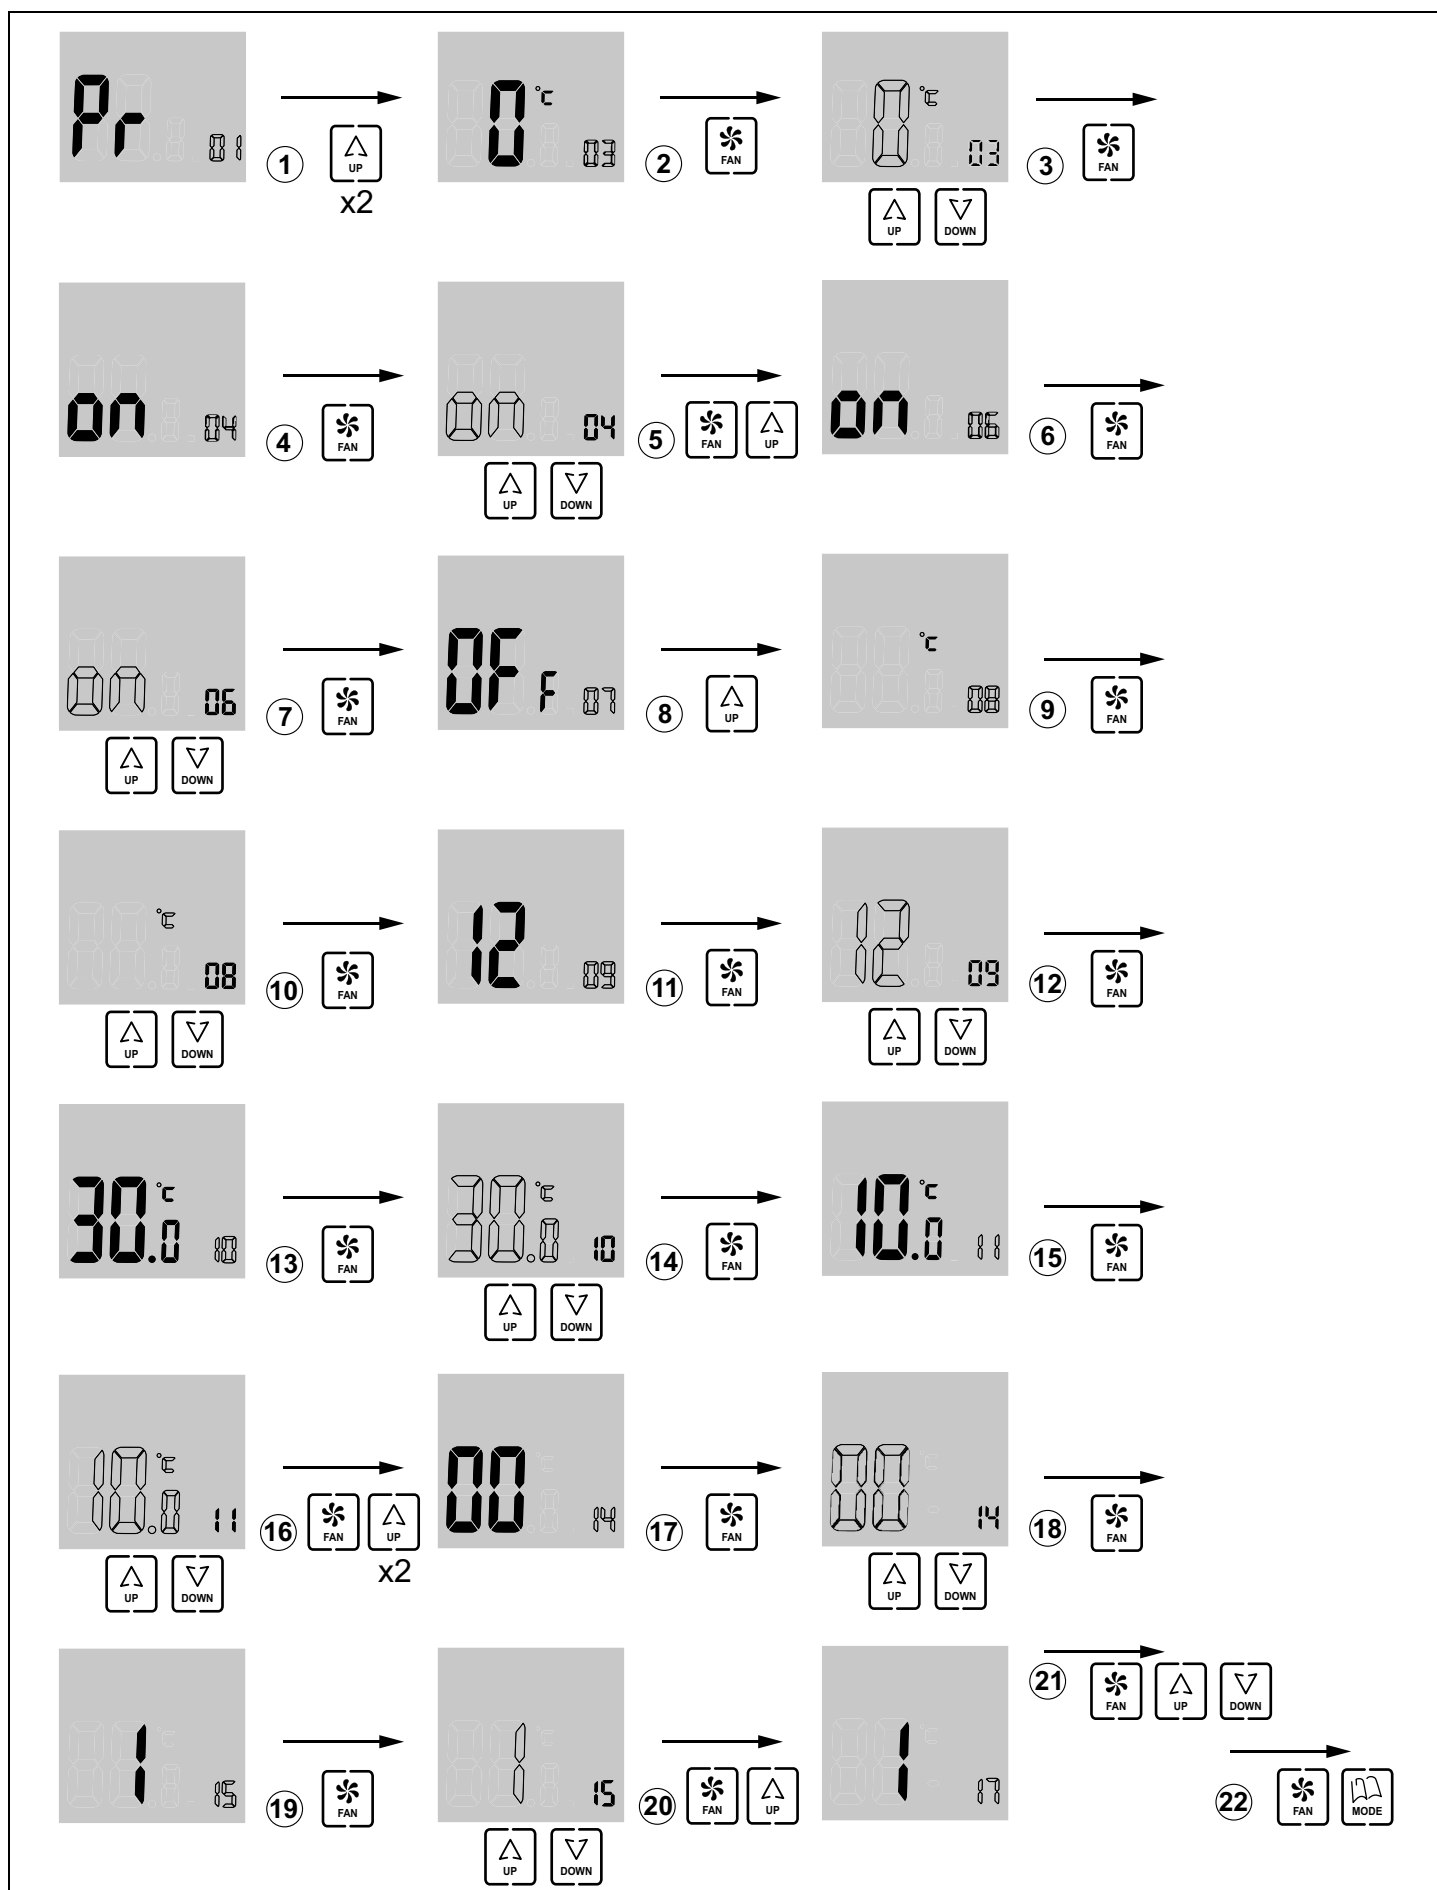 Pr 01
1 UP
x2
0 °C 03
2 FAN
0 °C 03
UP DOWN
3 FAN
on 04
4 FAN
on 04
UP DOWN
5 FAN UP
on 06
6 FAN
on 06
UP DOWN
7 FAN
OFF 07
8 UP
°C 08
9 FAN
°C 08
UP DOWN
10 FAN
12 09
11 FAN
12 09
UP DOWN
12 FAN
30.0 °C 10
13 FAN
30.0 °C 10
UP DOWN
14 FAN
10.0 °C 11
15 FAN
10.0 °C 11
UP DOWN
16 FAN UP
x2
00 14
17 FAN
00 14
UP DOWN
18 FAN
1 15
19 FAN
1 15
UP DOWN
20 FAN UP
1 17
21 FAN UP DOWN
22 FAN MODE